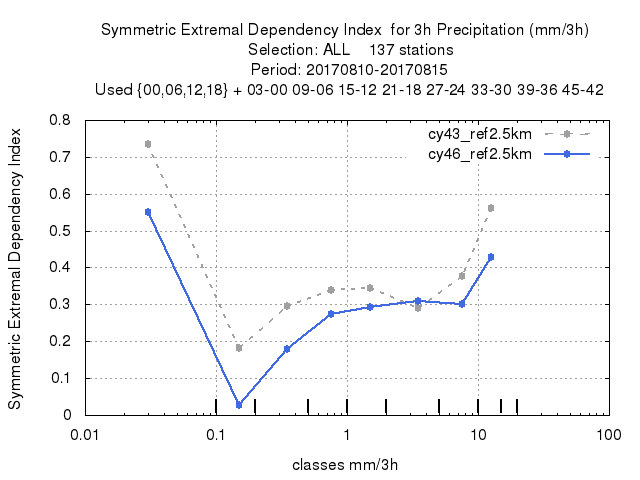 Symmetric Extremal Dependency Index  for 3h Precipitation (mm/3h)
Selection: ALL    137 stations
Period: 20170810-20170815
Used {00,06,12,18} + 03-00 09-06 15-12 21-18 27-24 33-30 39-36 45-42
cy43_ref2.5km
cy46_ref2.5km
Symmetric Extremal Dependency Index
0.8
0.7
0.6
0.5
0.4
0.3
0.2
0.1
0
0.01 0.1 1 10 100
classes mm/3h